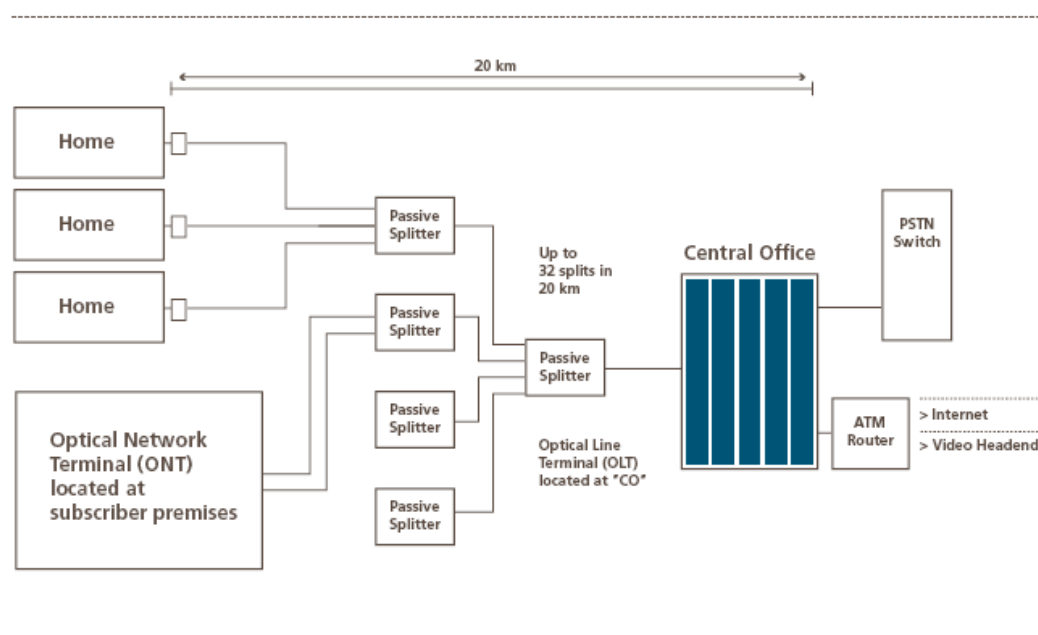 20 km
Home
Home
Home
Passive
Splitter
Passive
Splitter
Passive
Splitter
Passive
Splitter
Optical Network
Terminal (ONT)
located at
subscriber premises
Up to
32 splits in
20 km
Passive
Splitter
Optical Line
Terminal (OLT)
located at "CO"
Central Office
PSTN
Switch
ATM
Router
> Internet
> Video Headend